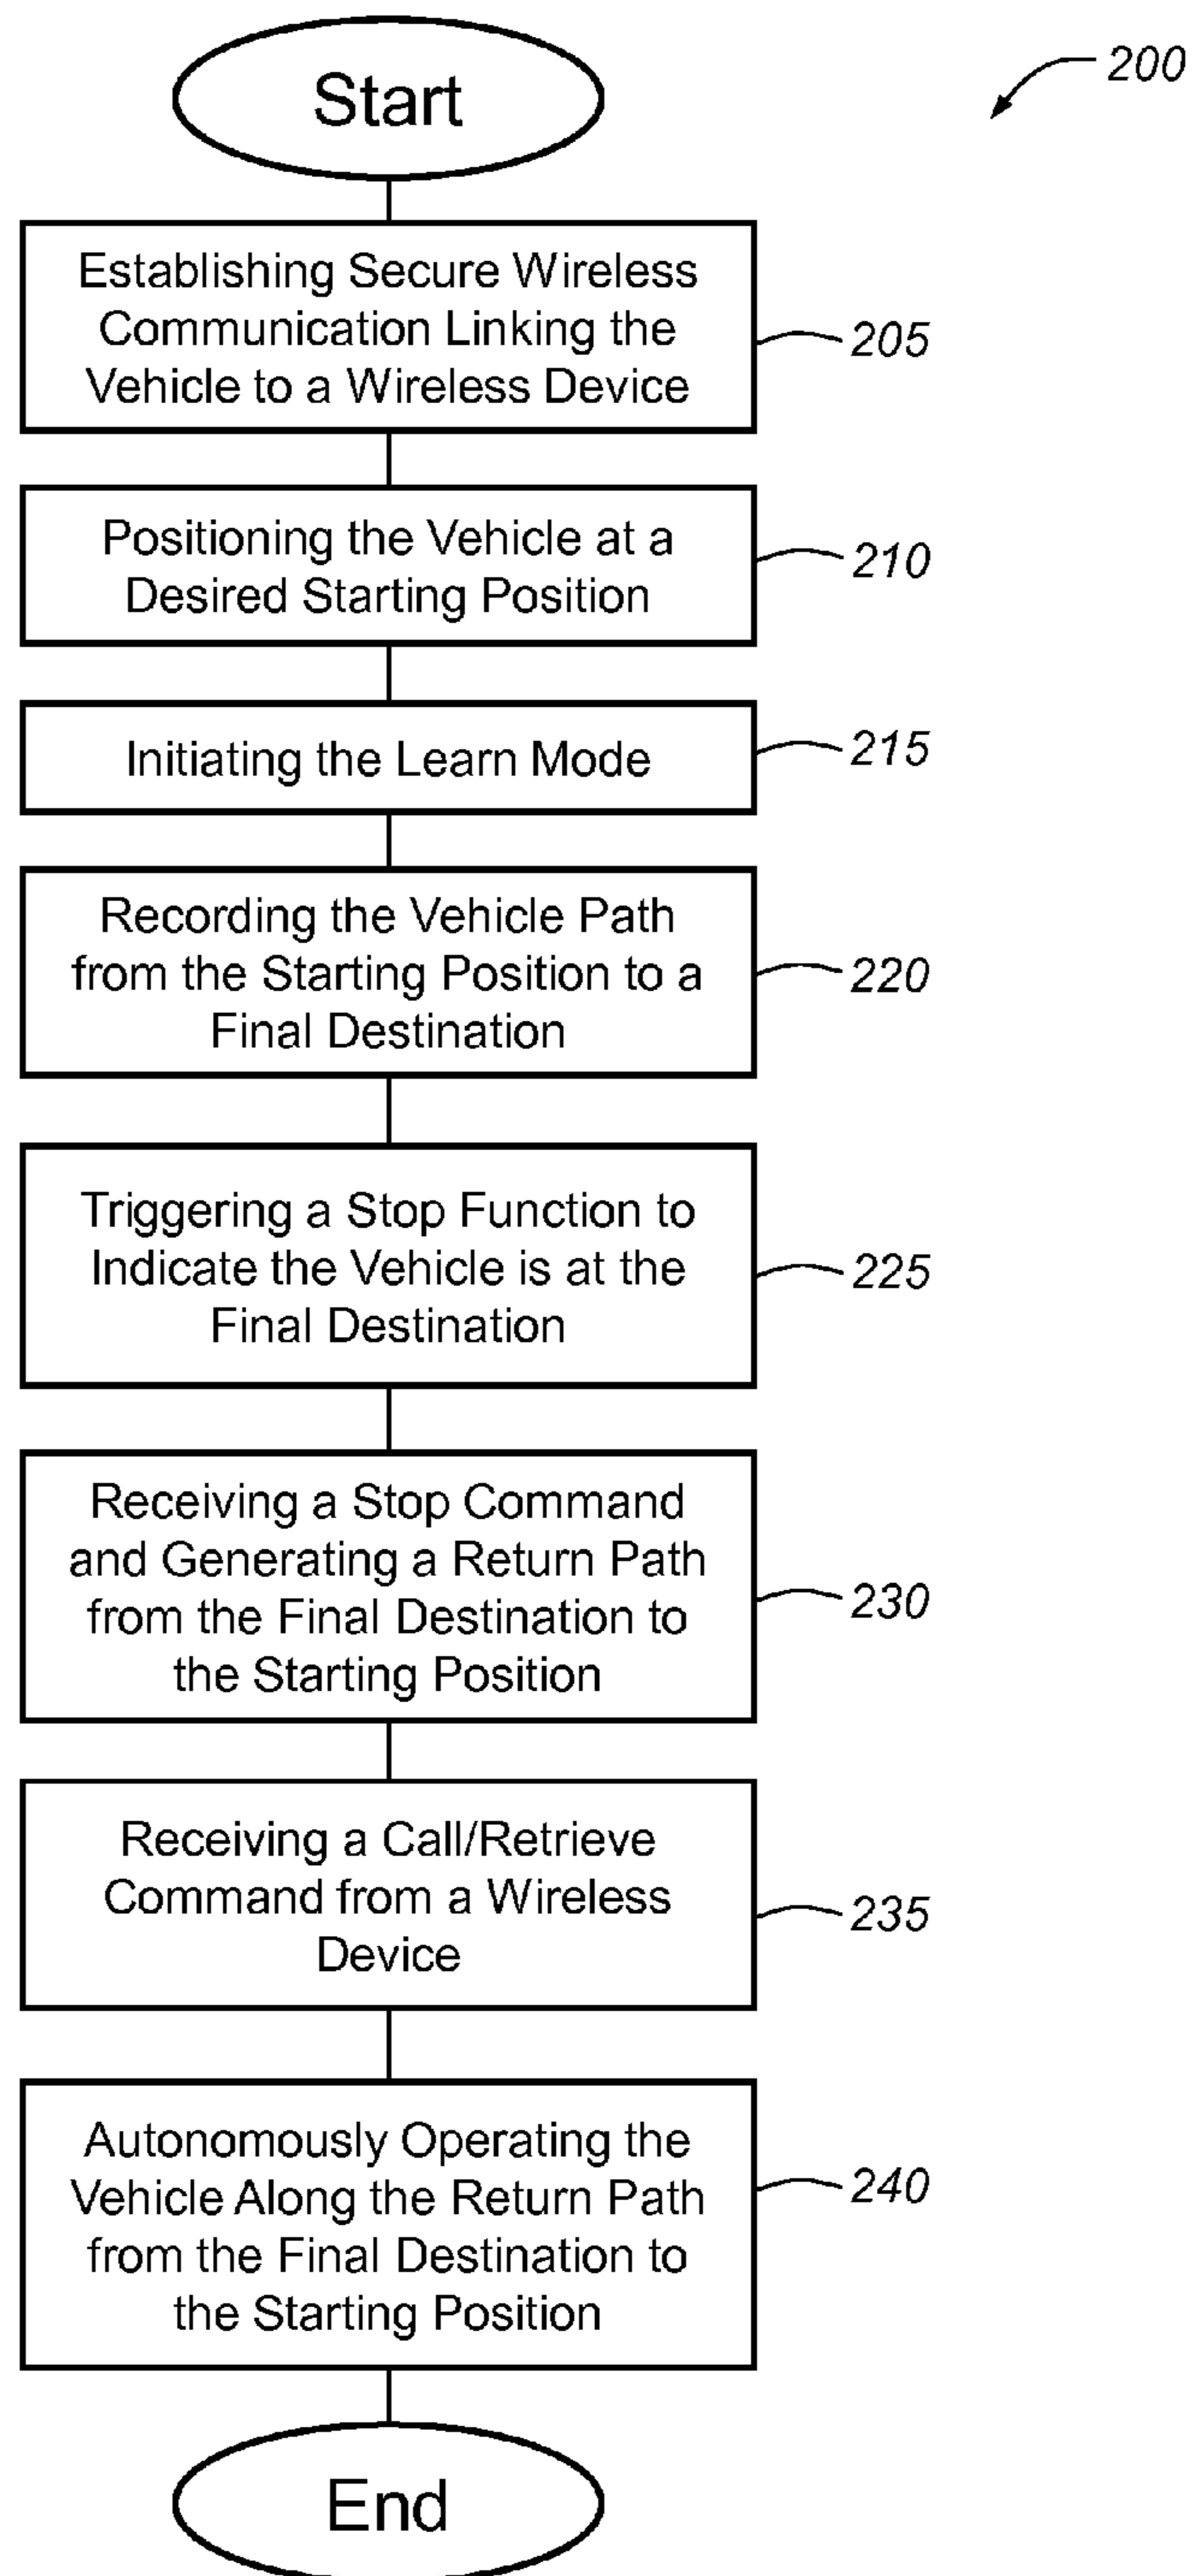 Start
200
Establishing Secure Wireless
Communication Linking the
Vehicle to a Wireless Device
205
Positioning the Vehicle at a
Desired Starting Position
210
Initiating the Learn Mode
215
Recording the Vehicle Path
from the Starting Position to a
Final Destination
220
Triggering a Stop Function to
Indicate the Vehicle is at the
Final Destination
225
Receiving a Stop Command
and Generating a Return Path
from the Final Destination to
the Starting Position
230
Receiving a Call/Retrieve
Command from a Wireless
Device
235
Autonomously Operating the
Vehicle Along the Return Path
from the Final Destination to
the Starting Position
240
End